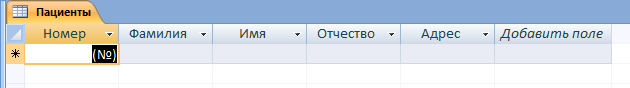 Пациенты
Номер Фамилия Имя Отчество Адрес Добавить поле
* (№)